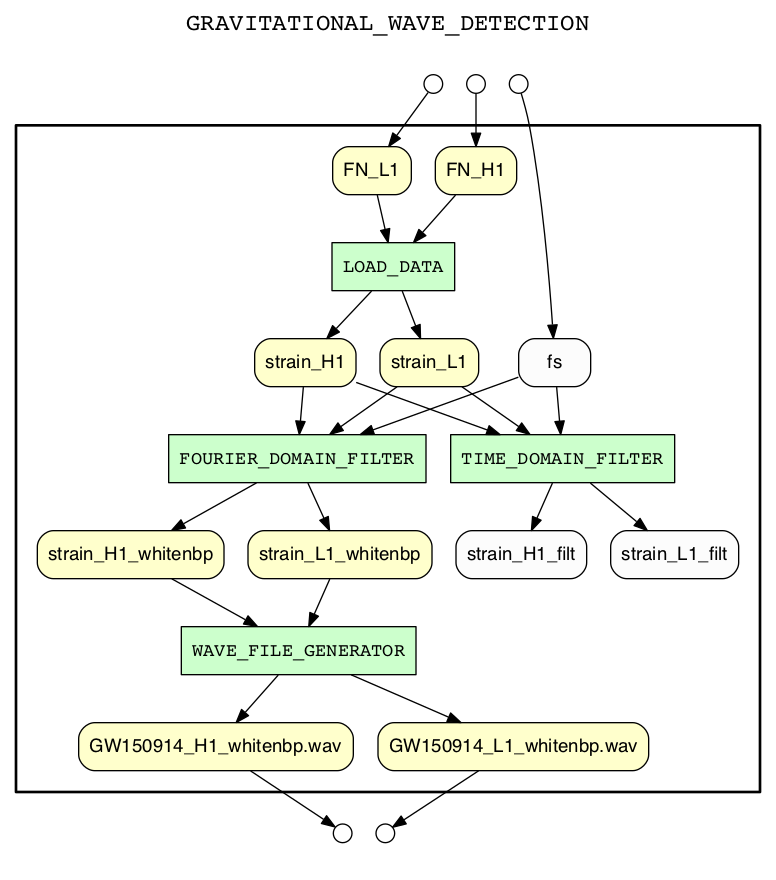 GRAVITATIONAL_WAVE_DETECTION
FN_L1
FN_H1
LOAD_DATA
strain_H1
strain_L1
fs
FOURIER_DOMAIN_FILTER
TIME_DOMAIN_FILTER
strain_H1_whitenbp
strain_L1_whitenbp
strain_H1_filt
strain_L1_filt
WAVE_FILE_GENERATOR
GW150914_H1_whitenbp.wav
GW150914_L1_whitenbp.wav